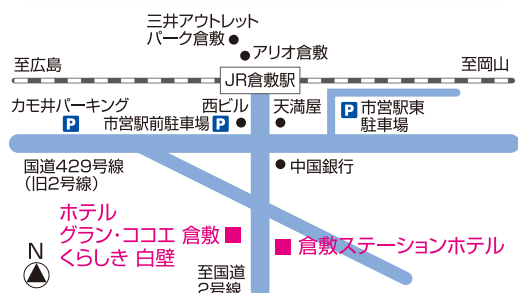 三井アウトレット
パーク倉敷
アリオ倉敷
至広島
至岡山
JR倉敷駅
カモ井パーキング
P
西ビル
天満屋
市営駅前駐車場 P
P 市営駅東
駐車場
国道429号線
（旧2号線）
中国銀行
ホテル
グラン・ココエ 倉敷
くらしき 白壁
倉敷ステーションホテル
N
至国道
2号線